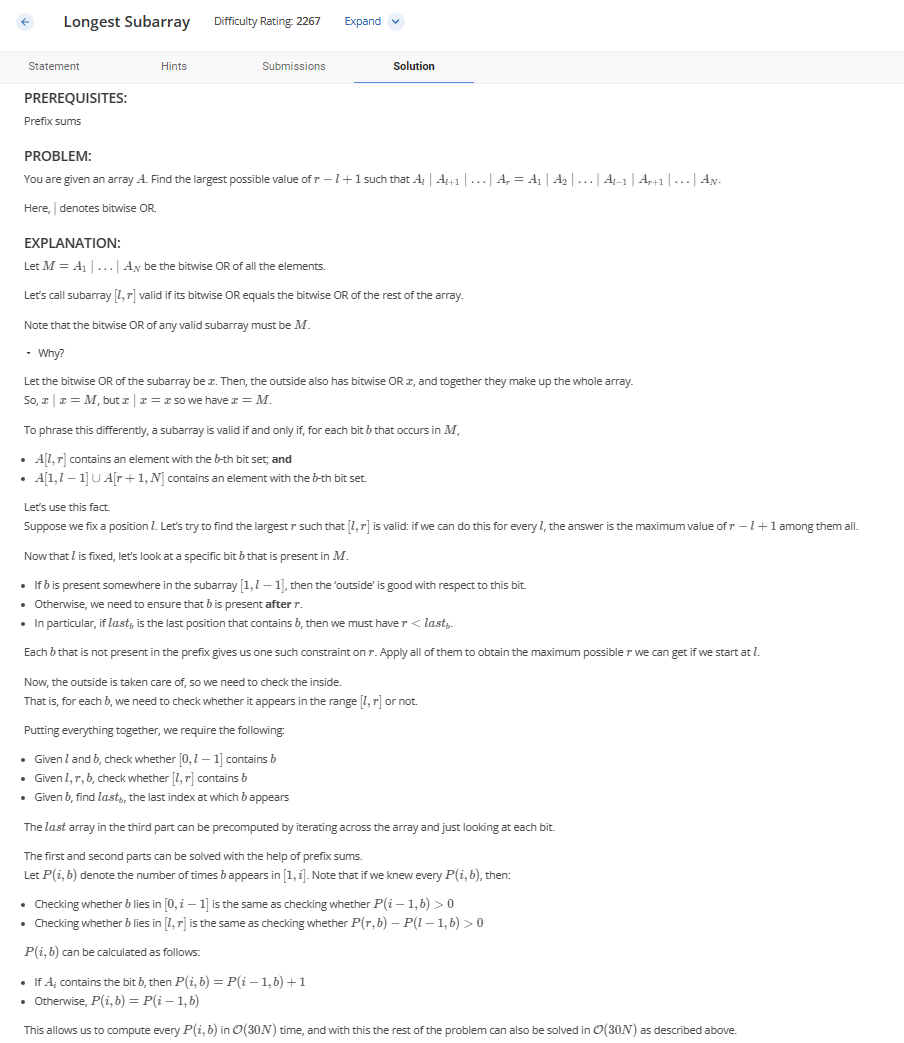 Longest Subarray Difficulty Rating: 2267 Expand
Statement Hints Submissions Solution
PREREQUISITES:
Prefix sums
PROBLEM:
You are given an array A. Find the largest possible value of r − l + 1 such that A_l | A_{l+1} | … | A_r = A_1 | A_2 | … | A_{l−1} | A_{r+1} | … | A_N.
Here, | denotes bitwise OR.
EXPLANATION:
Let M = A_1 | … | A_N be the bitwise OR of all the elements.
Let's call subarray [l, r] valid if its bitwise OR equals the bitwise OR of the rest of the array.
Note that the bitwise OR of any valid subarray must be M.
Why?
Let the bitwise OR of the subarray be x. Then, the outside also has bitwise OR x, and together they make up the whole array.
So, x | x = M, but x | x = x so we have x = M.
To phrase this differently, a subarray is valid if and only if, for each bit b that occurs in M,
• A[l, r] contains an element with the b-th bit set; and
• A[1, l − 1] ∪ A[r + 1, N] contains an element with the b-th bit set.
Let's use this fact.
Suppose we fix a position l. Let's try to find the largest r such that [l, r] is valid: if we can do this for every l, the answer is the maximum value of r − l + 1 among them all.
Now that l is fixed, let's look at a specific bit b that is present in M.
• If b is present somewhere in the subarray [1, l − 1], then the 'outside' is good with respect to this bit.
• Otherwise, we need to ensure that b is present after r.
• In particular, if last_b is the last position that contains b, then we must have r < last_b.
Each b that is not present in the prefix gives us one such constraint on r. Apply all of them to obtain the maximum possible r we can get if we start at l.
Now, the outside is taken care of, so we need to check the inside.
That is, for each b, we need to check whether it appears in the range [l, r] or not.
Putting everything together, we require the following:
• Given l and b, check whether [0, l − 1] contains b
• Given l, r, b, check whether [l, r] contains b
• Given b, find last_b, the last index at which b appears
The last array in the third part can be precomputed by iterating across the array and just looking at each bit.
The first and second parts can be solved with the help of prefix sums.
Let P(i, b) denote the number of times b appears in [1, i]. Note that if we knew every P(i, b), then:
• Checking whether b lies in [0, i − 1] is the same as checking whether P(i − 1, b) > 0
• Checking whether b lies in [l, r] is the same as checking whether P(r, b) − P(l − 1, b) > 0
P(i, b) can be calculated as follows:
• If A_i contains the bit b, then P(i, b) = P(i − 1, b) + 1
• Otherwise, P(i, b) = P(i − 1, b)
This allows us to compute every P(i, b) in O(30N) time, and with this the rest of the problem can also be solved in O(30N) as described above.